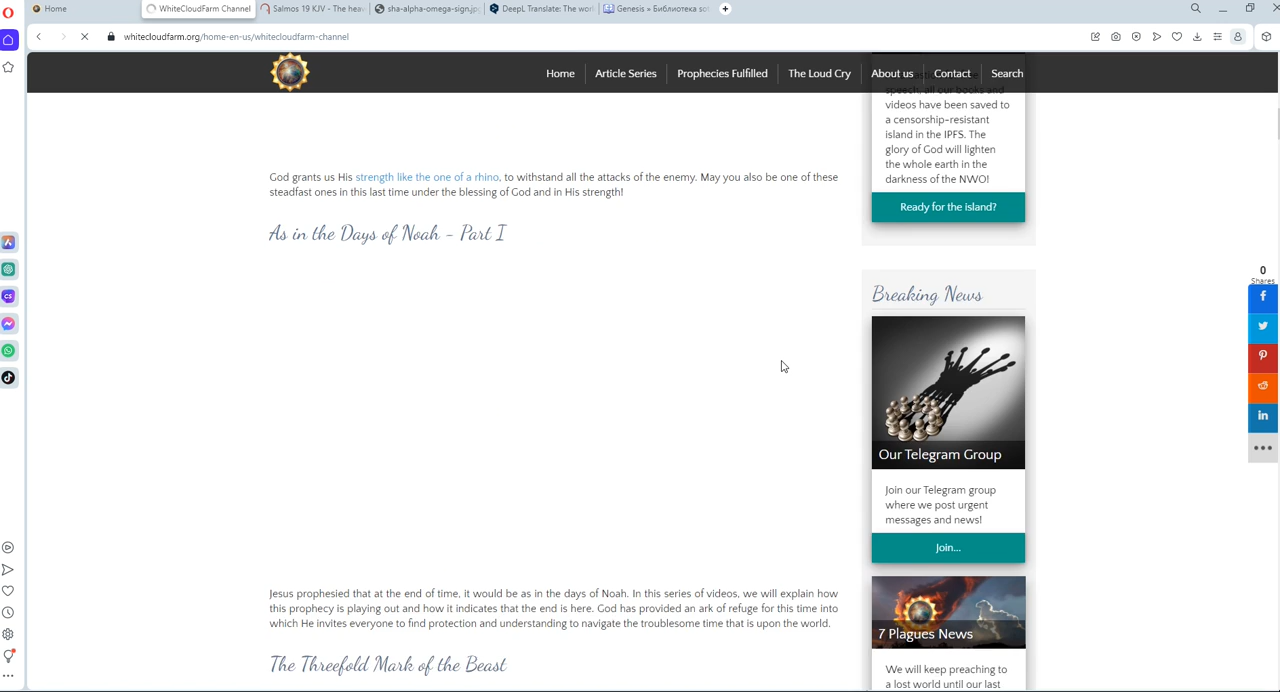 Home
WhiteCloudFarm Channel
Salmos 19 KJV - The hea
sha-alpha-omega-sign.jp
DeepL Translate: The wor
Genesis » Библиотека
whitecloudfarm.org/home-en-us/whitecloudfarm-channel
Home
Article Series
Prophecies Fulfilled
The Loud Cry
About us
Contact
Search
speech, all our books and
videos have been saved to
a censorship-resistant
island in the IPFS. The
glory of God will lighten
the whole earth in the
darkness of the NWO!
Ready for the island?
God grants us His strength like the one of a rhino, to withstand all the attacks of the enemy. May you also be one of these
steadfast ones in this last time under the blessing of God and in His strength!
As in the Days of Noah - Part I
Breaking News
Our Telegram Group
Join our Telegram group
where we post urgent
messages and news!
Join...
Jesus prophesied that at the end of time, it would be as in the days of Noah. In this series of videos, we will explain how
this prophecy is playing out and how it indicates that the end is here. God has provided an ark of refuge for this time into
which He invites everyone to find protection and understanding to navigate the troublesome time that is upon the world.
The Threefold Mark of the Beast
7 Plagues News
We will keep preaching to
a lost world until our last
0
Shares